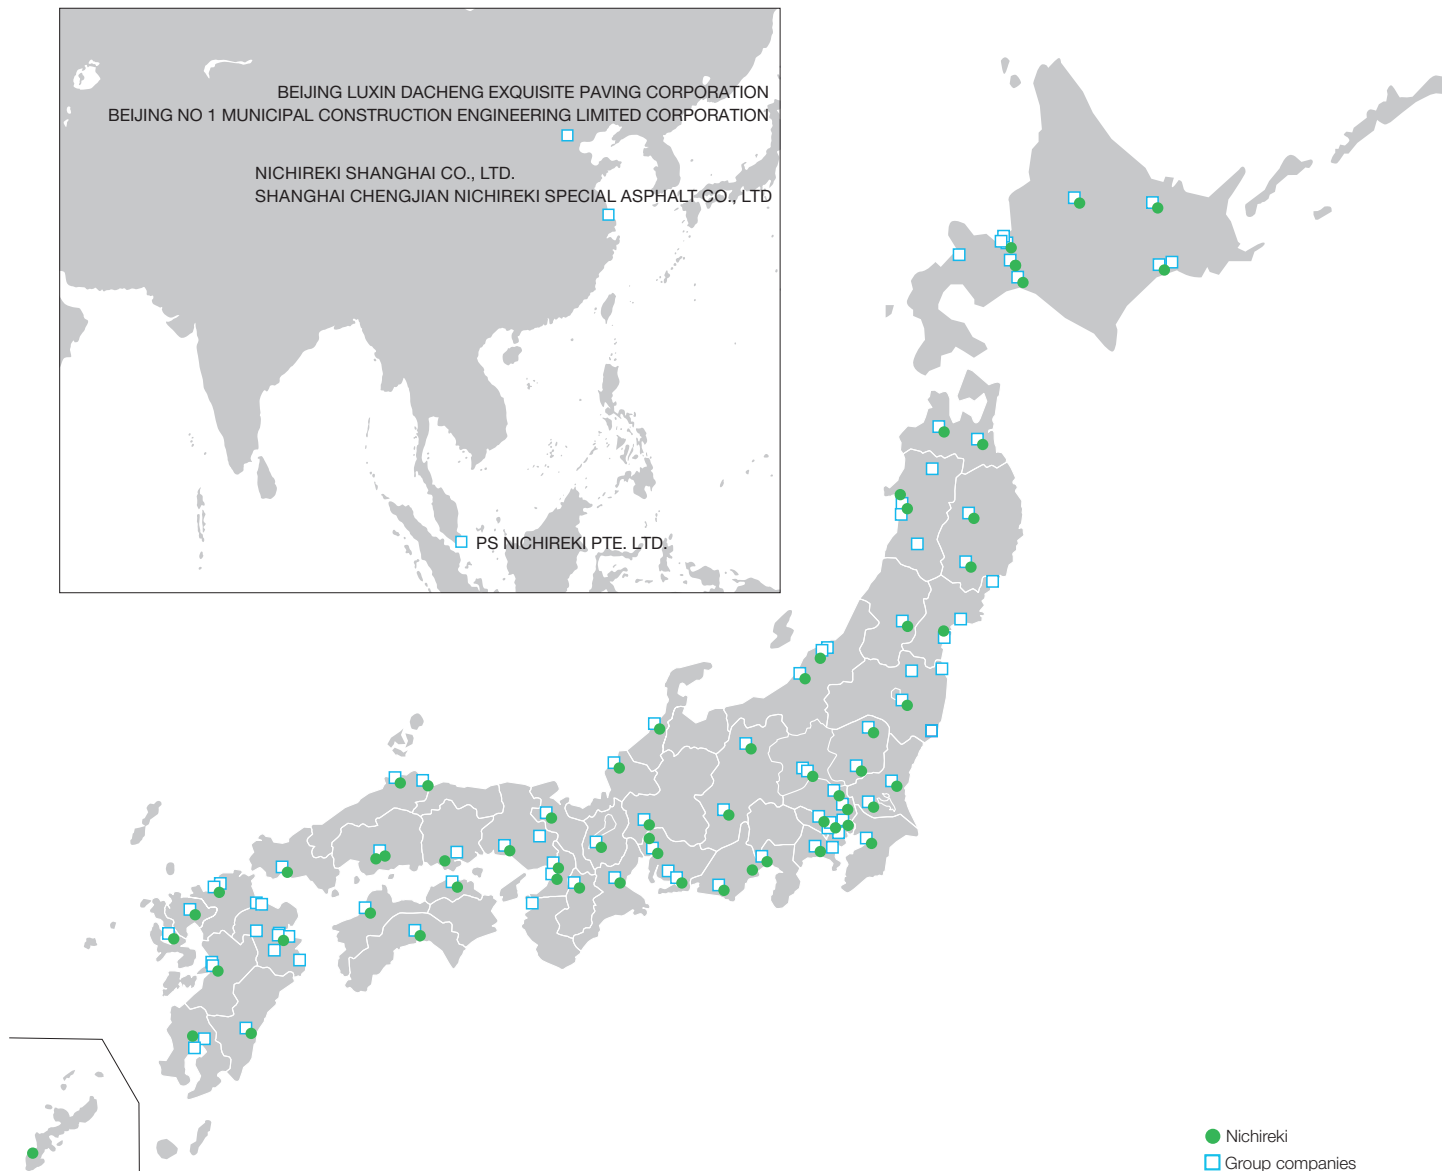 BEIJING LUXIN DACHENG EXQUISITE PAVING CORPORATION
BEIJING NO 1 MUNICIPAL CONSTRUCTION ENGINEERING LIMITED CORPORATION
NICHIREKI SHANGHAI CO., LTD.
SHANGHAI CHENGJIAN NICHIREKI SPECIAL ASPHALT CO., LTD
PS NICHIREKI PTE. LTD.
Nichireki
Group companies